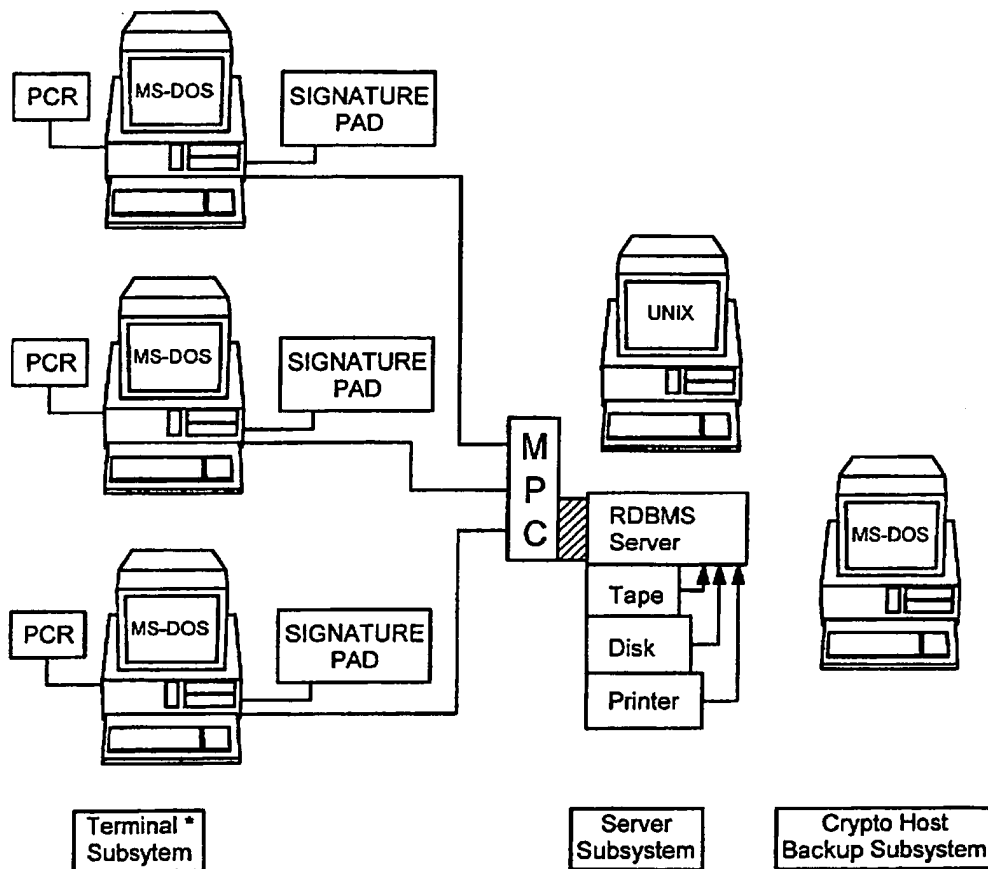 PCR
MS-DOS
SIGNATURE
PAD
PCR
MS-DOS
SIGNATURE
PAD
PCR
MS-DOS
SIGNATURE
PAD
M
P
C
UNIX
RDBMS
Server
Tape
Disk
Printer
MS-DOS
Terminal *
Subsytem
Server
Subsystem
Crypto Host
Backup Subsystem